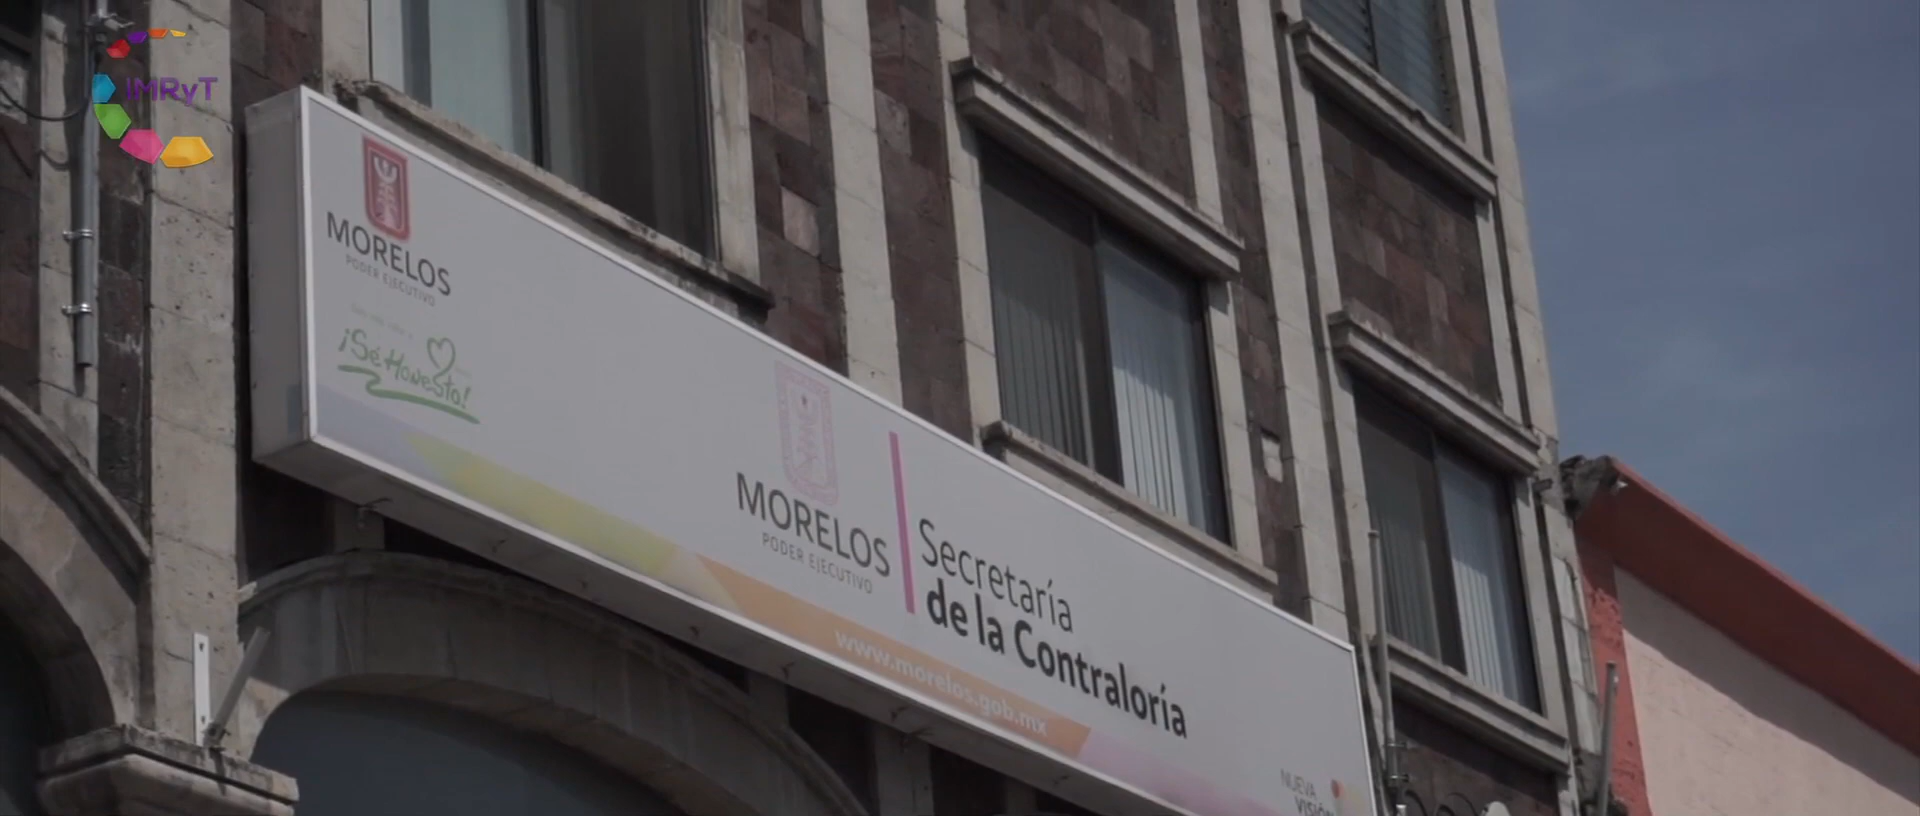 IMRyT
MORELOS
PODER EJECUTIVO
¡Sé Honesto!
MORELOS
PODER EJECUTIVO
Secretaría
de la Contraloría
www.morelos.gob.mx
NUEVA
VISIÓN